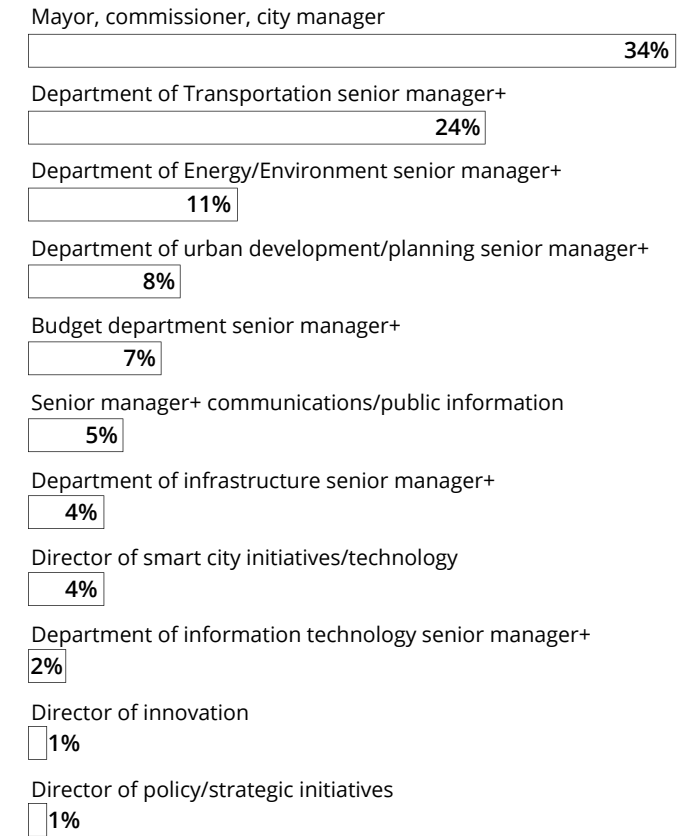 Mayor, commissioner, city manager
34%
Department of Transportation senior manager+
24%
Department of Energy/Environment senior manager+
11%
Department of urban development/planning senior manager+
8%
Budget department senior manager+
7%
Senior manager+ communications/public information
5%
Department of infrastructure senior manager+
4%
Director of smart city initiatives/technology
4%
Department of information technology senior manager+
2%
Director of innovation
1%
Director of policy/strategic initiatives
1%